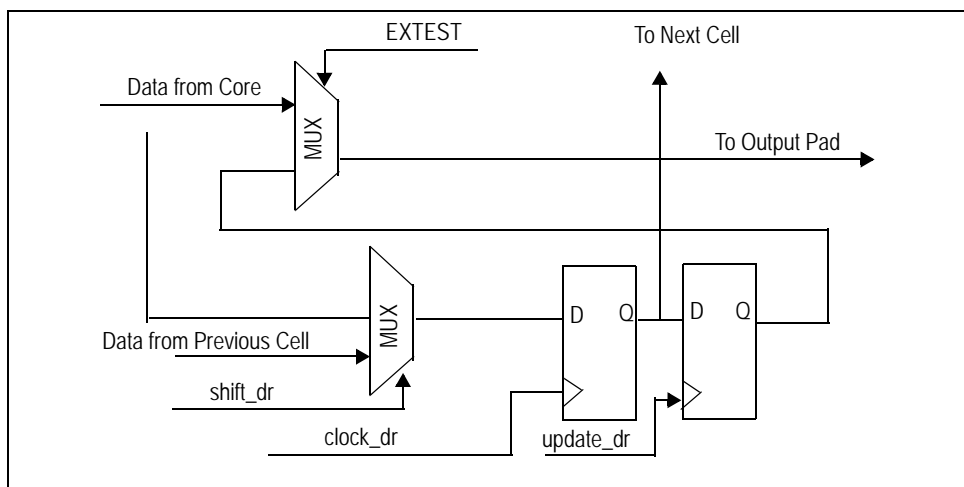 EXTEST
To Next Cell
Data from Core
MUX
To Output Pad
MUX
D Q
D Q
Data from Previous Cell
shift_dr
clock_dr
update_dr